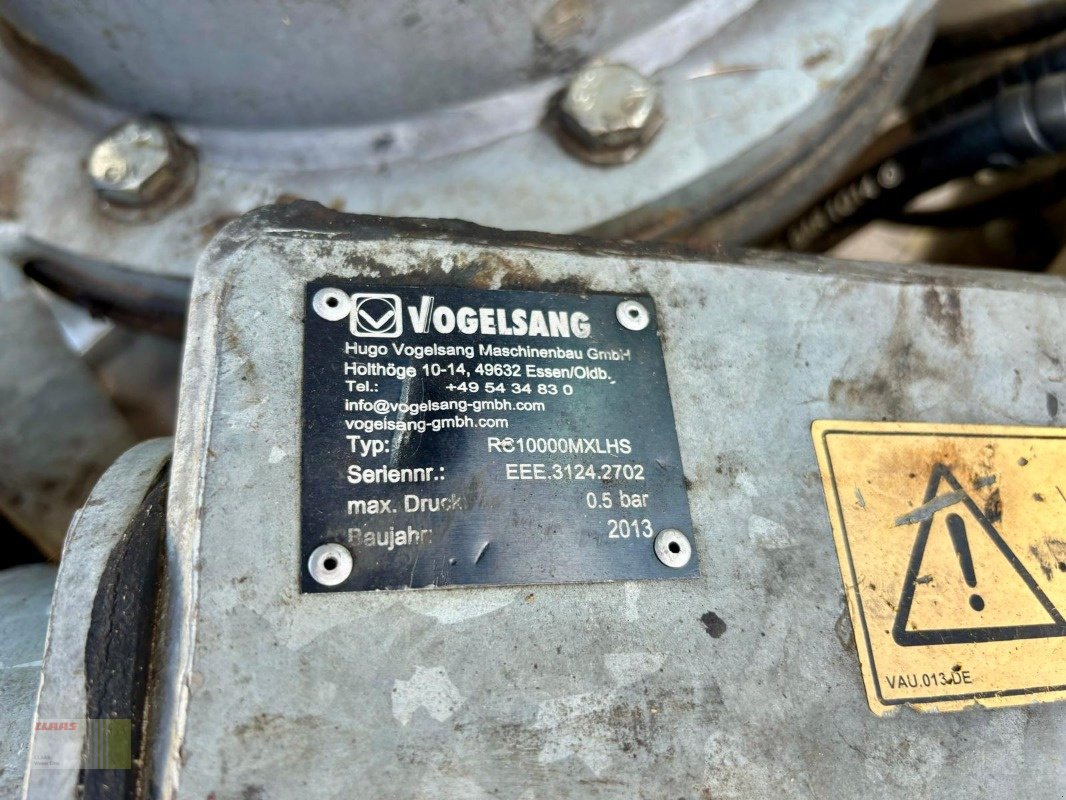 VOGELSANG
Hugo Vogelsang Maschinenbau GmbH
Holthöge 10-14, 49632 Essen/Oldb.
Tel.: +49 54 34 83 0
info@vogelsang-gmbh.com
vogelsang-gmbh.com
Typ: RC10000MXLHS
Seriennr.: EEE.3124.2702
max. Druck: 0.5 bar
Baujahr: 2013
VAU.013.DE
CLAAS